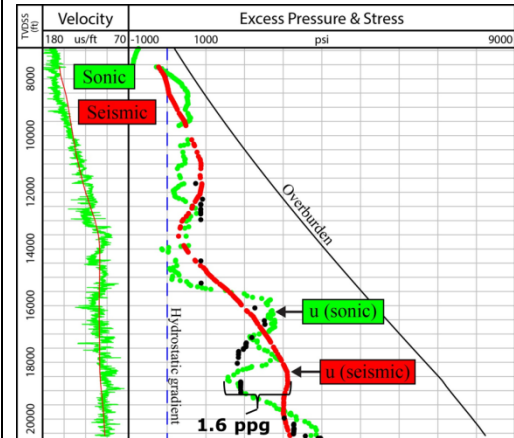 TVDSS
(ft)
Velocity
180 us/ft 70
Excess Pressure & Stress
-1000 1000 psi 9000
8000
10000
12000
14000
16000
18000
20000
Sonic
Seismic
Overburden
Hydrostatic gradient
u (sonic)
u (seismic)
1.6 ppg